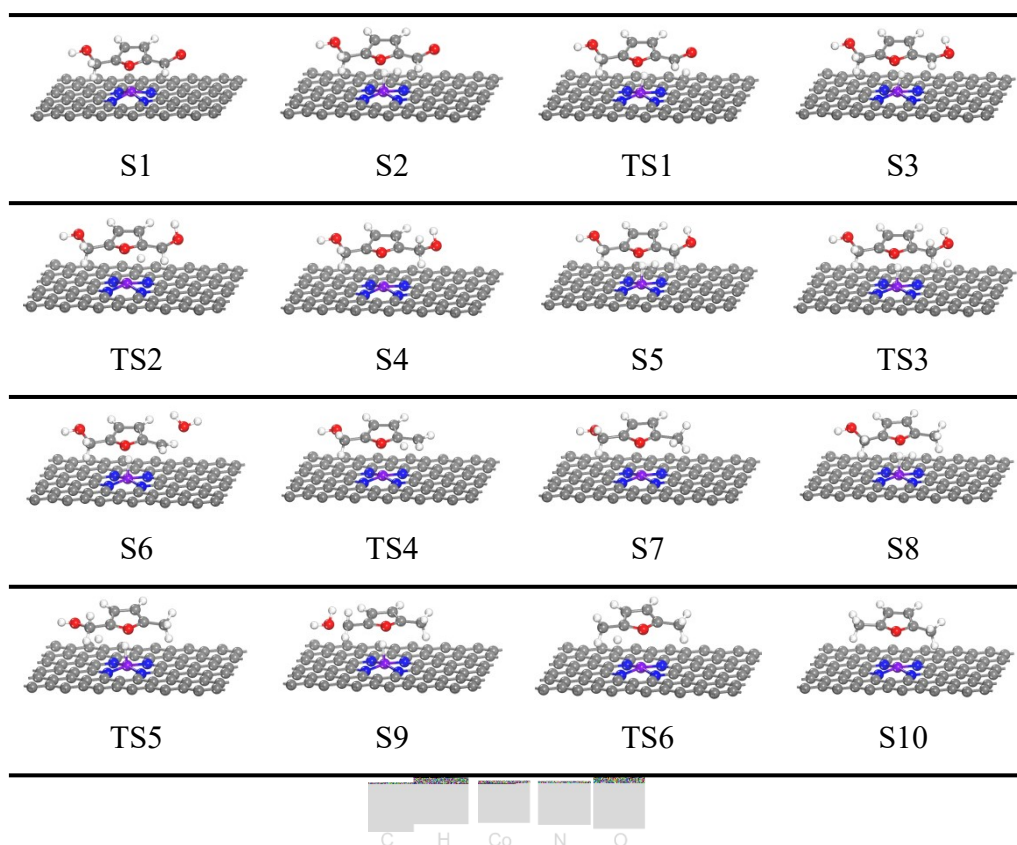 S1 S2 TS1 S3
TS2 S4 S5 TS3
S6 TS4 S7 S8
TS5 S9 TS6 S10
C H Co N O